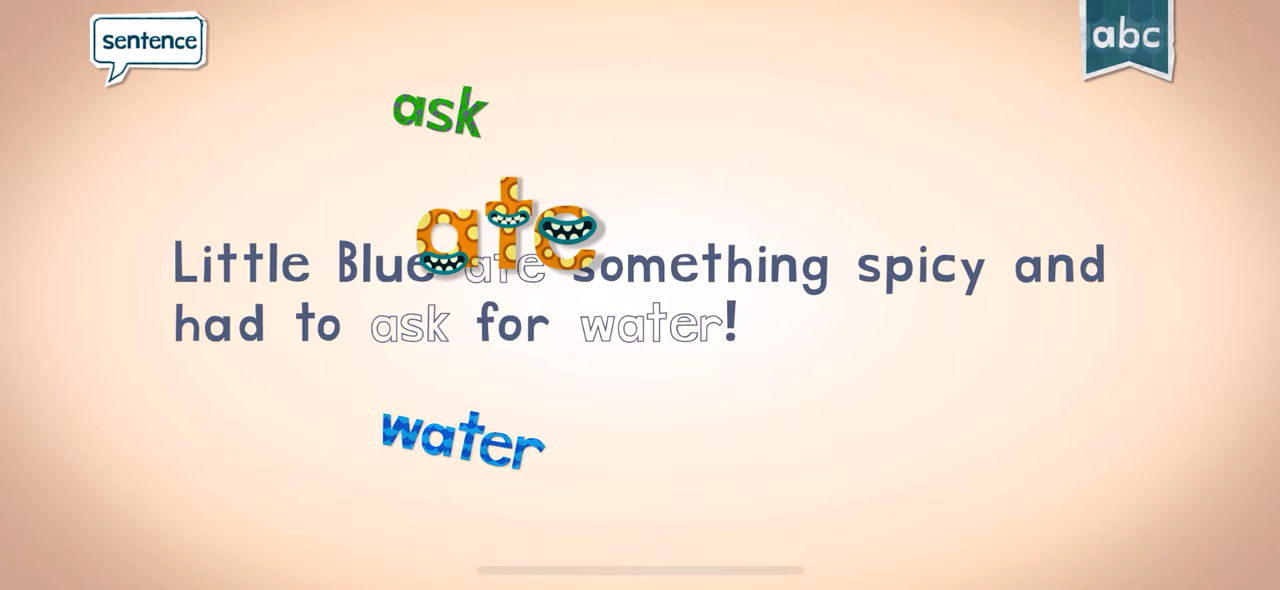 sentence
abc
ask
ate
Little Blue ate something spicy and
had to ask for water!
water